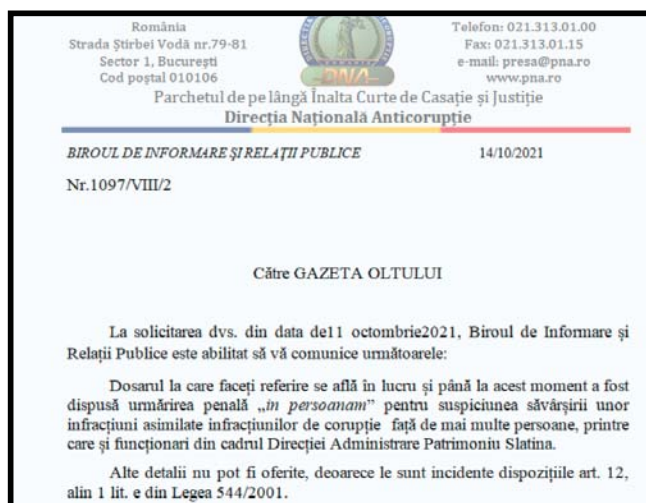 România
Strada Știrbei Vodă nr.79-81
Sector 1, București
Cod poștal 010106
Telefon: 021.313.01.00
Fax: 021.313.01.15
e-mail: presa@pna.ro
www.pna.ro
DNA
Parchetul de pe lângă Înalta Curte de Casație și Justiție
Direcția Națională Anticorupție
BIROUL DE INFORMARE ŞI RELAŢII PUBLICE 14/10/2021
Nr.1097/VIII/2
Către GAZETA OLTULUI
La solicitarea dvs. din data de11 octombrie2021, Biroul de Informare și
Relații Publice este abilitat să vă comunice următoarele:
Dosarul la care faceți referire se află în lucru și până la acest moment a fost
dispusă urmărirea penală „in persoanam” pentru suspiciunea săvârșirii unor
infracțiuni asimilate infracțiunilor de corupție față de mai multe persoane, printre
care și funcționari din cadrul Direcției Administrare Patrimoniu Slatina.
Alte detalii nu pot fi oferite, deoarece le sunt incidente dispozițiile art. 12,
alin 1 lit. e din Legea 544/2001.